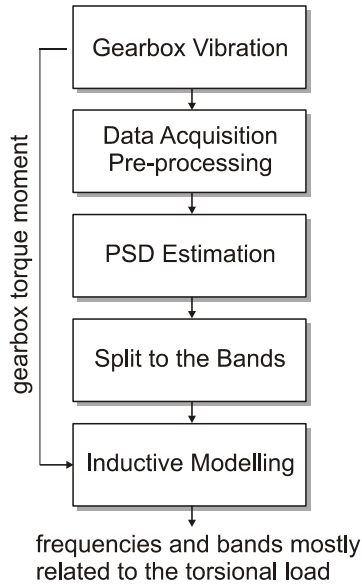 Gearbox Vibration
Data Acquisition
Pre-processing
PSD Estimation
Split to the Bands
Inductive Modelling
gearbox torque moment
frequencies and bands mostly
related to the torsional load